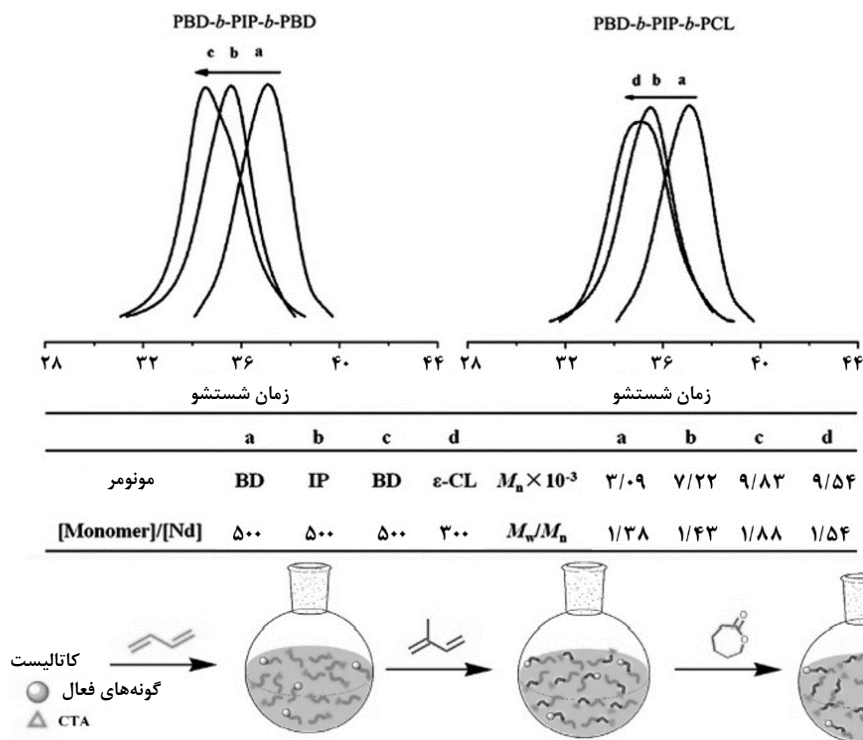 PBD-b-PIP-b-PBD PBD-b-PIP-b-PCL
c b a d b a
۲۸ ۳۲ ۳۶ ۴۰ ۴۴ ۳۲ ۳۶ ۴۰ ۴۴
زمان شستشو زمان شستشو
a b c d a b c d
مونومر BD IP BD ε-CL Mn×10-3 ۳/۰۹ ۷/۲۲ ۹/۸۳ ۹/۵۴
[Monomer]/[Nd] ۵۰۰ ۵۰۰ ۵۰۰ ۳۰۰ Mw/Mn ۱/۳۸ ۱/۴۳ ۱/۸۸ ۱/۵۴
O
O
کاتالیست
گونه‌های فعال
CTA